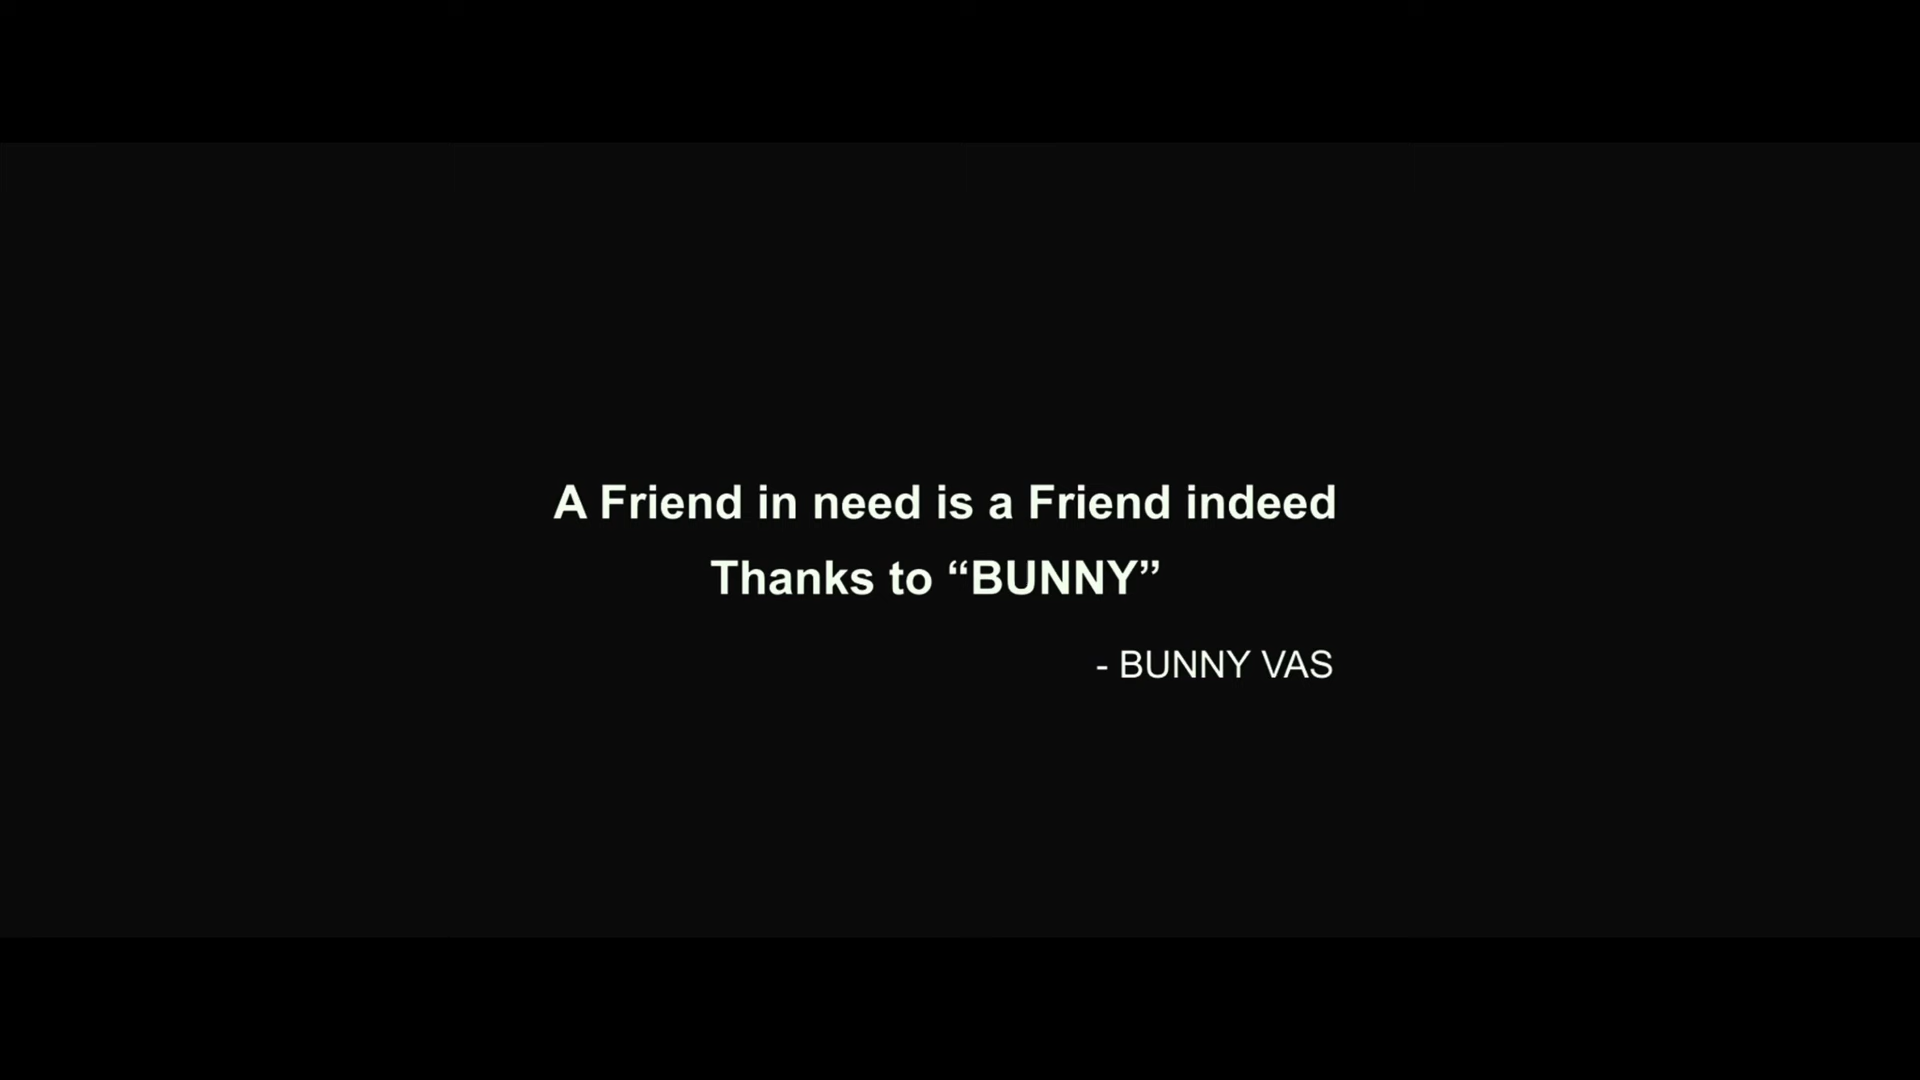 A Friend in need is a Friend indeed
Thanks to “BUNNY”
- BUNNY VAS